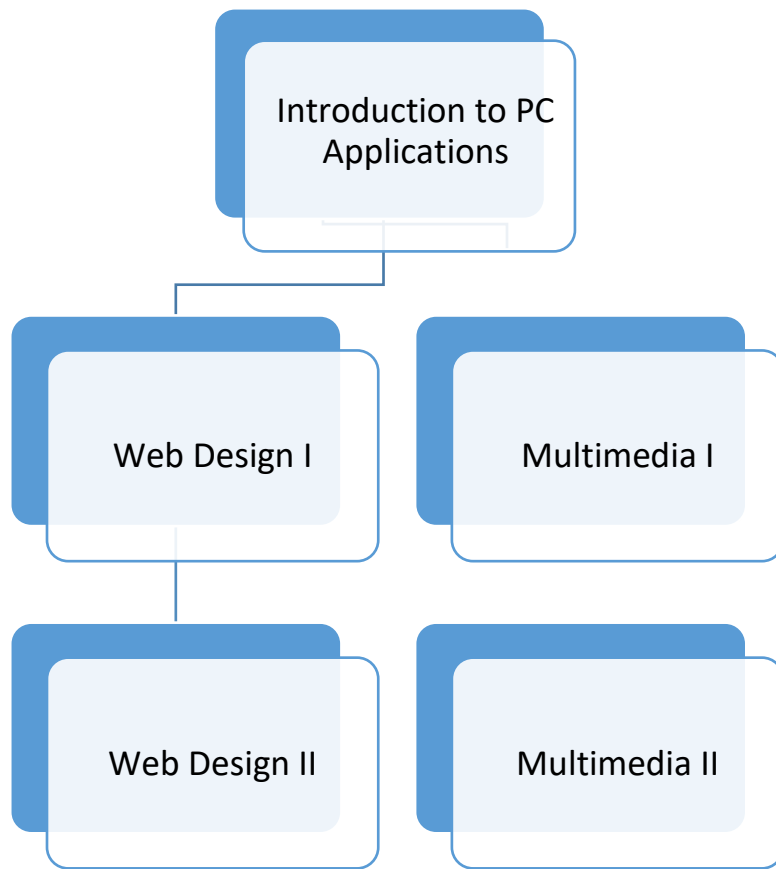 Introduction to PC
Applications
Web Design I
Multimedia I
Web Design II
Multimedia II